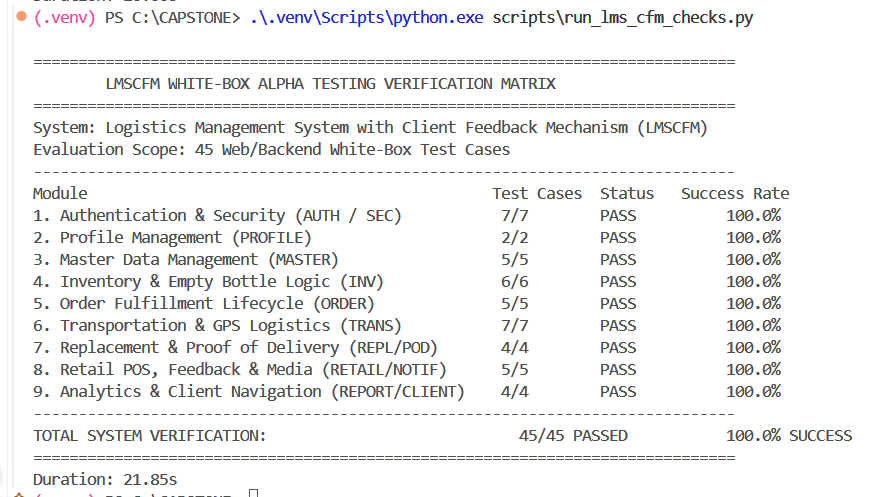 (.venv) PS C:\CAPSTONE> .\.venv\Scripts\python.exe scripts\run_lms_cfm_checks.py
==============================================================================
LMSCFM WHITE-BOX ALPHA TESTING VERIFICATION MATRIX
==============================================================================
System: Logistics Management System with Client Feedback Mechanism (LMSCFM)
Evaluation Scope: 45 Web/Backend White-Box Test Cases
------------------------------------------------------------------------------
Module Test Cases Status Success Rate
1. Authentication & Security (AUTH / SEC) 7/7 PASS 100.0%
2. Profile Management (PROFILE) 2/2 PASS 100.0%
3. Master Data Management (MASTER) 5/5 PASS 100.0%
4. Inventory & Empty Bottle Logic (INV) 6/6 PASS 100.0%
5. Order Fulfillment Lifecycle (ORDER) 5/5 PASS 100.0%
6. Transportation & GPS Logistics (TRANS) 7/7 PASS 100.0%
7. Replacement & Proof of Delivery (REPL/POD) 4/4 PASS 100.0%
8. Retail POS, Feedback & Media (RETAIL/NOTIF) 5/5 PASS 100.0%
9. Analytics & Client Navigation (REPORT/CLIENT) 4/4 PASS 100.0%
------------------------------------------------------------------------------
TOTAL SYSTEM VERIFICATION: 45/45 PASSED 100.0% SUCCESS
==============================================================================
Duration: 21.85s